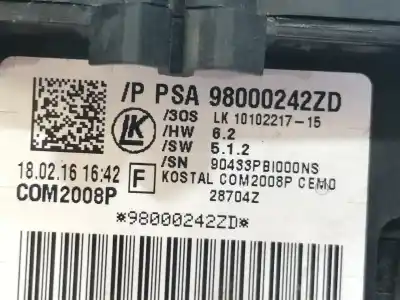 /P PSA 98000242ZD
/3OS LK 10102217-15
/HW 6.2
/SW 5.1.2
/SN 90433PBI000NS
LK
18.02.16 16:42
F
KOSTAL COM2008P CEM0
COM2008P
28704Z
*98000242ZD*